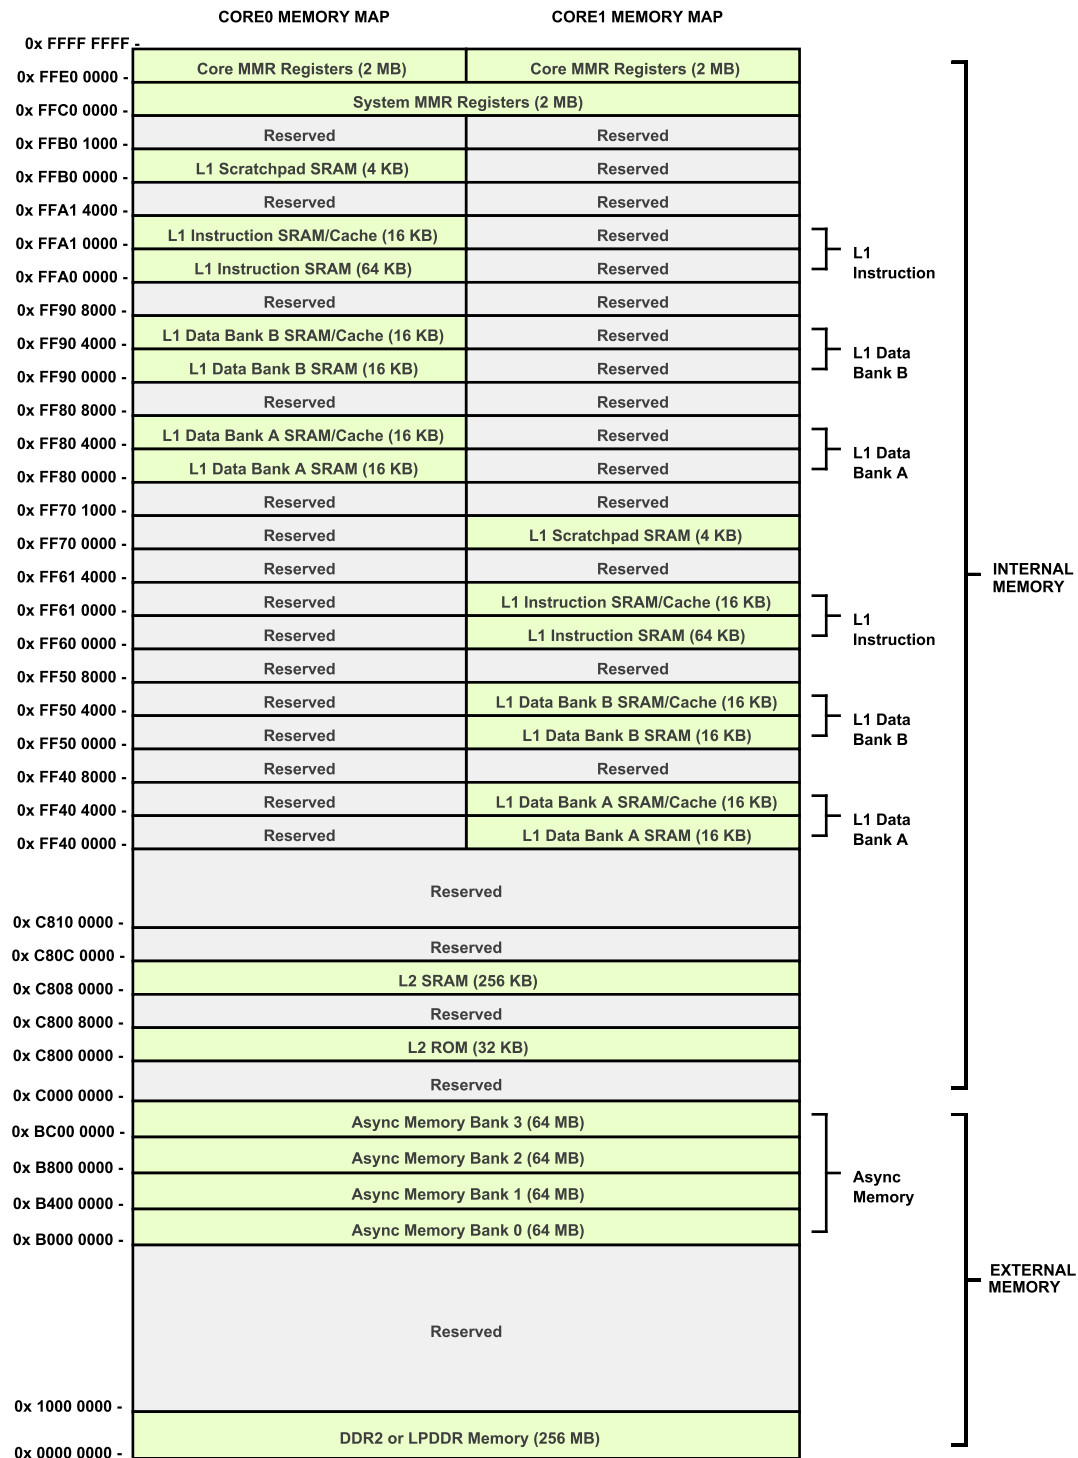 CORE0 MEMORY MAP CORE1 MEMORY MAP
0x FFFF FFFF -
Core MMR Registers (2 MB) Core MMR Registers (2 MB)
0x FFE0 0000 -
System MMR Registers (2 MB)
0x FFC0 0000 -
Reserved Reserved
0x FFB0 1000 -
L1 Scratchpad SRAM (4 KB) Reserved
0x FFB0 0000 -
Reserved Reserved
0x FFA1 4000 -
L1 Instruction SRAM/Cache (16 KB) Reserved
0x FFA1 0000 -
L1
Instruction
L1 Instruction SRAM (64 KB) Reserved
0x FFA0 0000 -
Reserved Reserved
0x FF90 8000 -
L1 Data Bank B SRAM/Cache (16 KB) Reserved
0x FF90 4000 -
L1 Data
Bank B
L1 Data Bank B SRAM (16 KB) Reserved
0x FF90 0000 -
Reserved Reserved
0x FF80 8000 -
L1 Data Bank A SRAM/Cache (16 KB) Reserved
0x FF80 4000 -
L1 Data
Bank A
L1 Data Bank A SRAM (16 KB) Reserved
0x FF80 0000 -
Reserved Reserved
0x FF70 1000 -
Reserved L1 Scratchpad SRAM (4 KB)
0x FF70 0000 -
Reserved Reserved
0x FF61 4000 -
INTERNAL
MEMORY
Reserved L1 Instruction SRAM/Cache (16 KB)
0x FF61 0000 -
L1
Instruction
Reserved L1 Instruction SRAM (64 KB)
0x FF60 0000 -
Reserved Reserved
0x FF50 8000 -
Reserved L1 Data Bank B SRAM/Cache (16 KB)
0x FF50 4000 -
L1 Data
Bank B
Reserved L1 Data Bank B SRAM (16 KB)
0x FF50 0000 -
Reserved Reserved
0x FF40 8000 -
Reserved L1 Data Bank A SRAM/Cache (16 KB)
0x FF40 4000 -
L1 Data
Bank A
Reserved L1 Data Bank A SRAM (16 KB)
0x FF40 0000 -
Reserved
0x C810 0000 -
Reserved
0x C80C 0000 -
L2 SRAM (256 KB)
0x C808 0000 -
Reserved
0x C800 8000 -
L2 ROM (32 KB)
0x C800 0000 -
Reserved
0x C000 0000 -
Async Memory Bank 3 (64 MB)
0x BC00 0000 -
Async Memory Bank 2 (64 MB)
0x B800 0000 -
Async
Memory
Async Memory Bank 1 (64 MB)
0x B400 0000 -
Async Memory Bank 0 (64 MB)
0x B000 0000 -
EXTERNAL
MEMORY
Reserved
0x 1000 0000 -
DDR2 or LPDDR Memory (256 MB)
0x 0000 0000 -